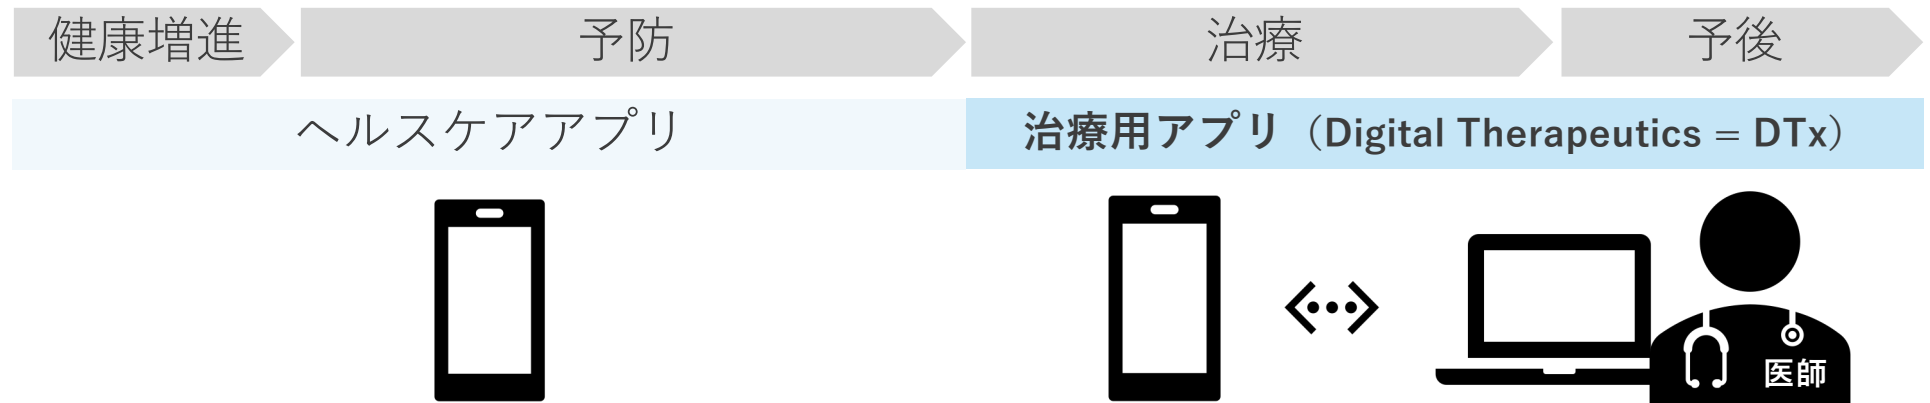 健康増進 予防 治療 予後
ヘルスケアアプリ 治療用アプリ（Digital Therapeutics = DTx）
医師